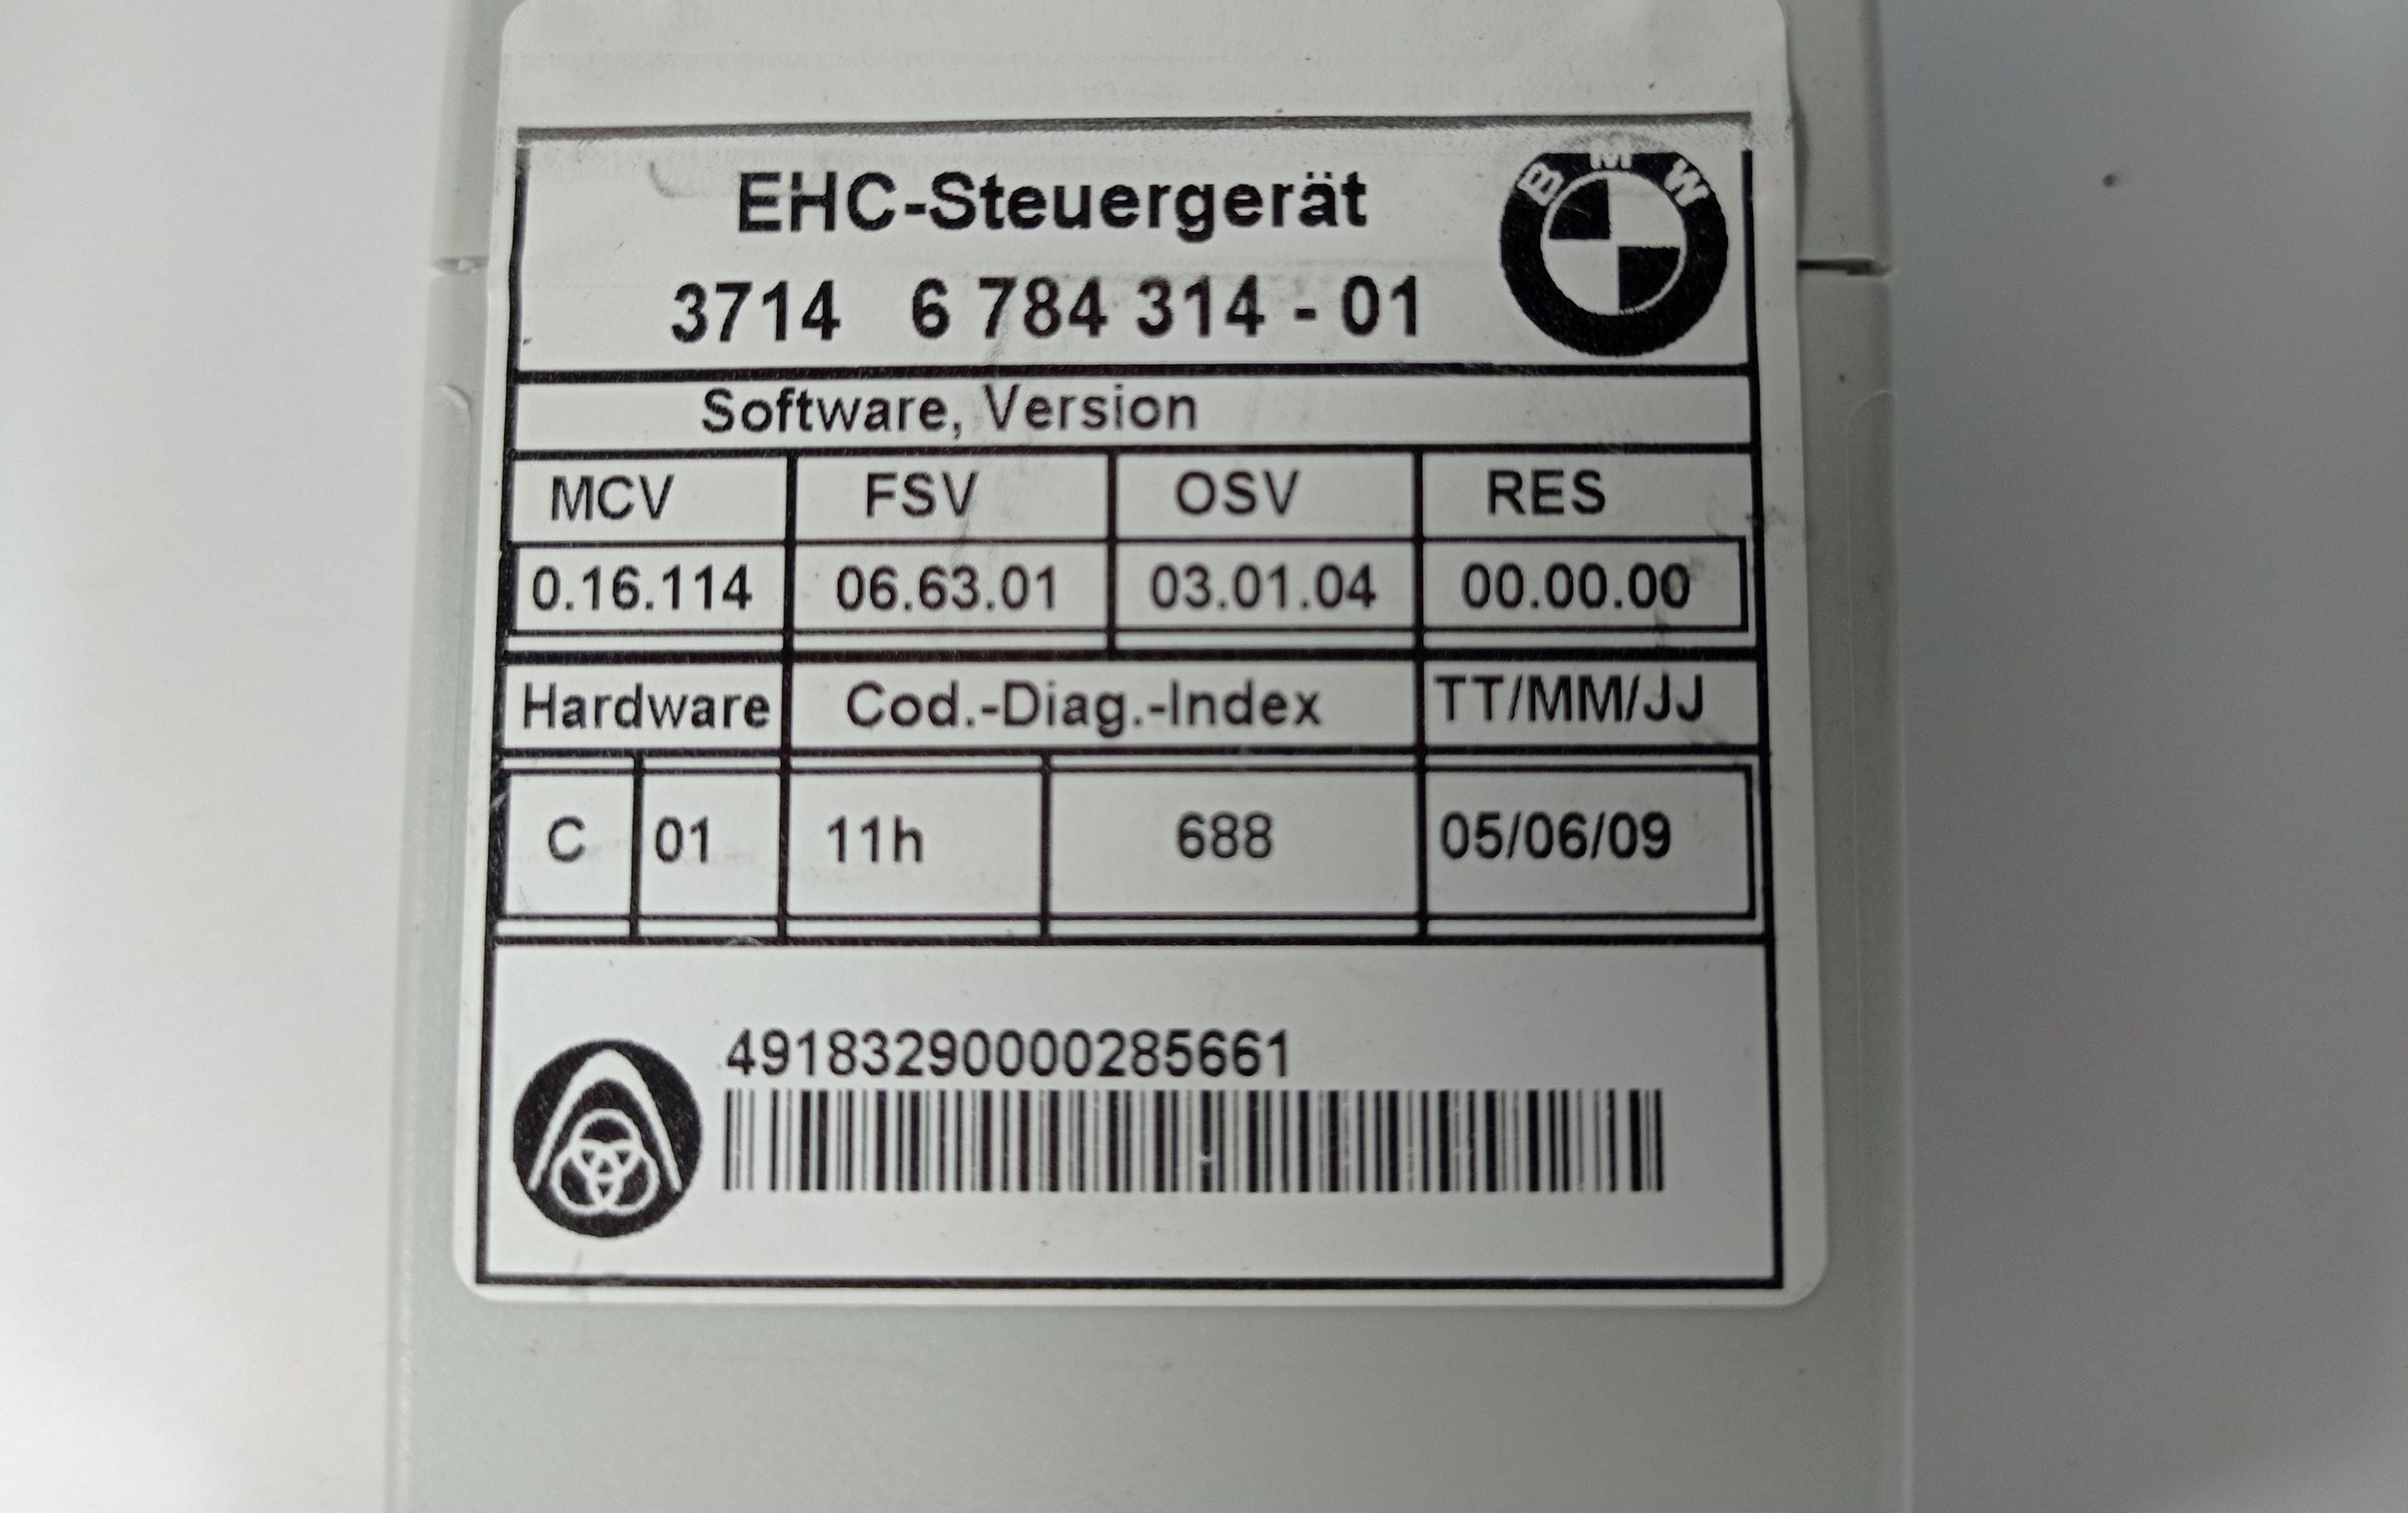 EHC-Steuergerät
BMW
3714 6 784 314 - 01
Software, Version
MCV FSV OSV RES
0.16.114 06.63.01 03.01.04 00.00.00
Hardware Cod.-Diag.-Index TT/MM/JJ
C 01 11h 688 05/06/09
49183290000285661